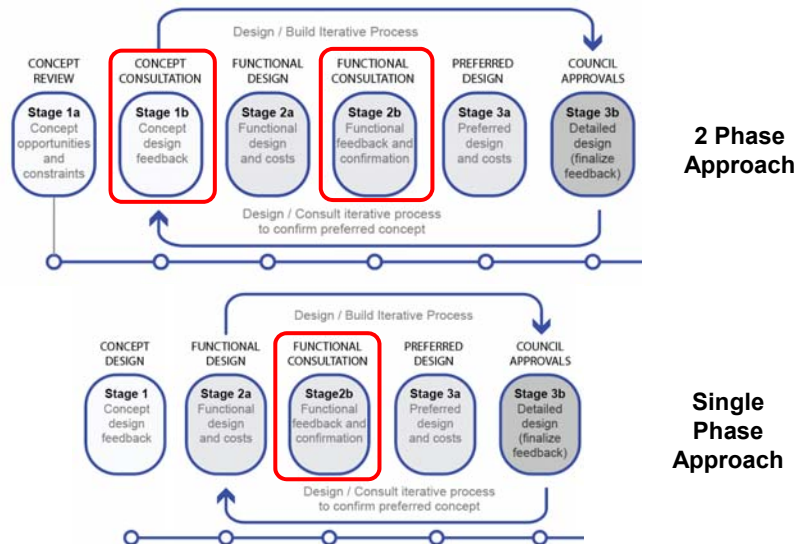 Design / Build Iterative Process
CONCEPT
REVIEW
CONCEPT
CONSULTATION
FUNCTIONAL
DESIGN
FUNCTIONAL
CONSULTATION
PREFERRED
DESIGN
COUNCIL
APPROVALS
Stage 1a
Concept
opportunities
and
constraints
Stage 1b
Concept
design
feedback
Stage 2a
Functional
design
and costs
Stage 2b
Functional
feedback and
confirmation
Stage 3a
Preferred
design
and costs
Stage 3b
Detailed
design
(finalize
feedback)
2 Phase
Approach
Design / Consult iterative process
to confirm preferred concept
Design / Build Iterative Process
CONCEPT
DESIGN
FUNCTIONAL
DESIGN
FUNCTIONAL
CONSULTATION
PREFERRED
DESIGN
COUNCIL
APPROVALS
Stage 1
Concept
design
feedback
Stage 2a
Functional
design
and costs
Stage2b
Functional
feedback and
confirmation
Stage 3a
Preferred
design
and costs
Stage 3b
Detailed
design
(finalize
feedback)
Single
Phase
Approach
Design / Consult iterative process
to confirm preferred concept